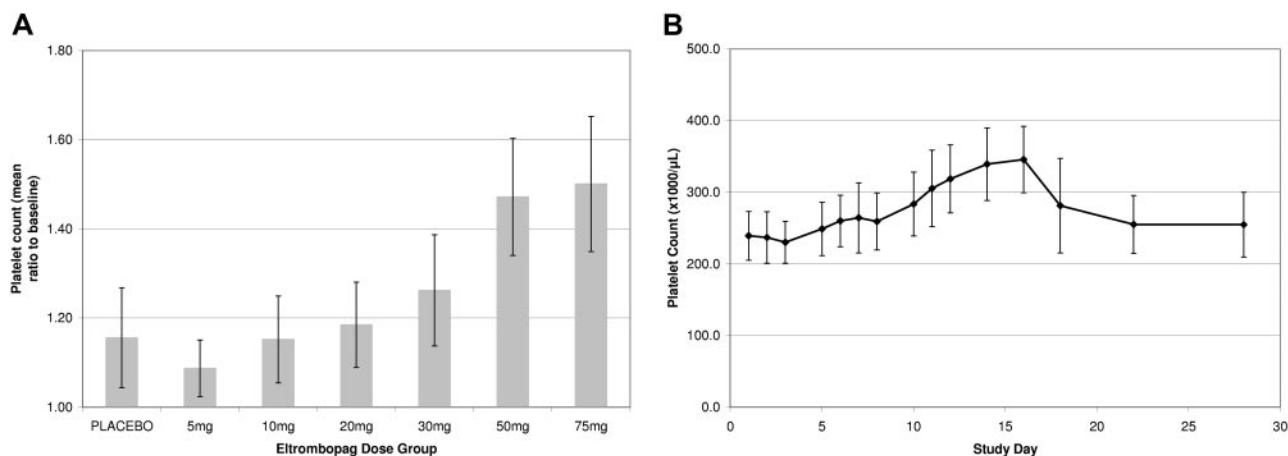 A
1.80
1.60
1.40
1.20
1.00
Platelet count (mean
ratio to baseline)
PLACEBO 5mg 10mg 20mg 30mg 50mg 75mg
Eltrombopag Dose Group
B
500.0
400.0
300.0
200.0
100.0
0.0
Platelet Count (x1000/µL)
0 5 10 15 20 25 30
Study Day